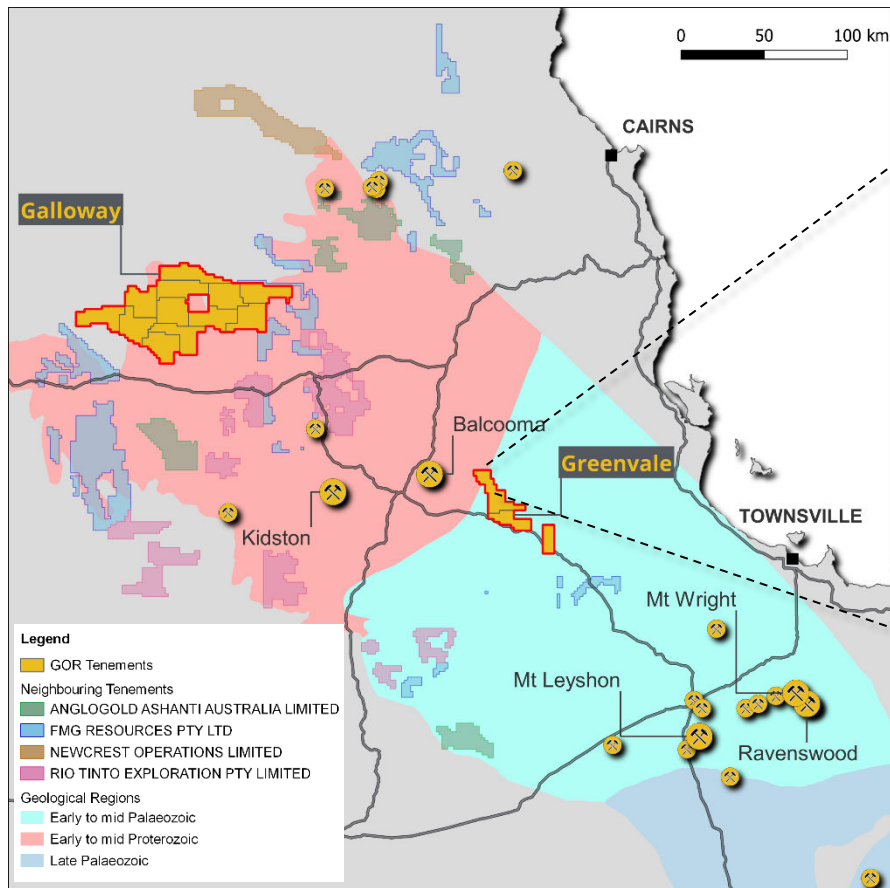 0 50 100 km
CAIRNS
Galloway
Balcooma
Greenvale
Kidston
TOWNSVILLE
Mt Wright
Mt Leyshon
Ravenswood
Legend
GOR Tenements
Neighbouring Tenements
ANGLOGOLD ASHANTI AUSTRALIA LIMITED
FMG RESOURCES PTY LTD
NEWCREST OPERATIONS LIMITED
RIO TINTO EXPLORATION PTY LIMITED
Geological Regions
Early to mid Palaeozoic
Early to mid Proterozoic
Late Palaeozoic